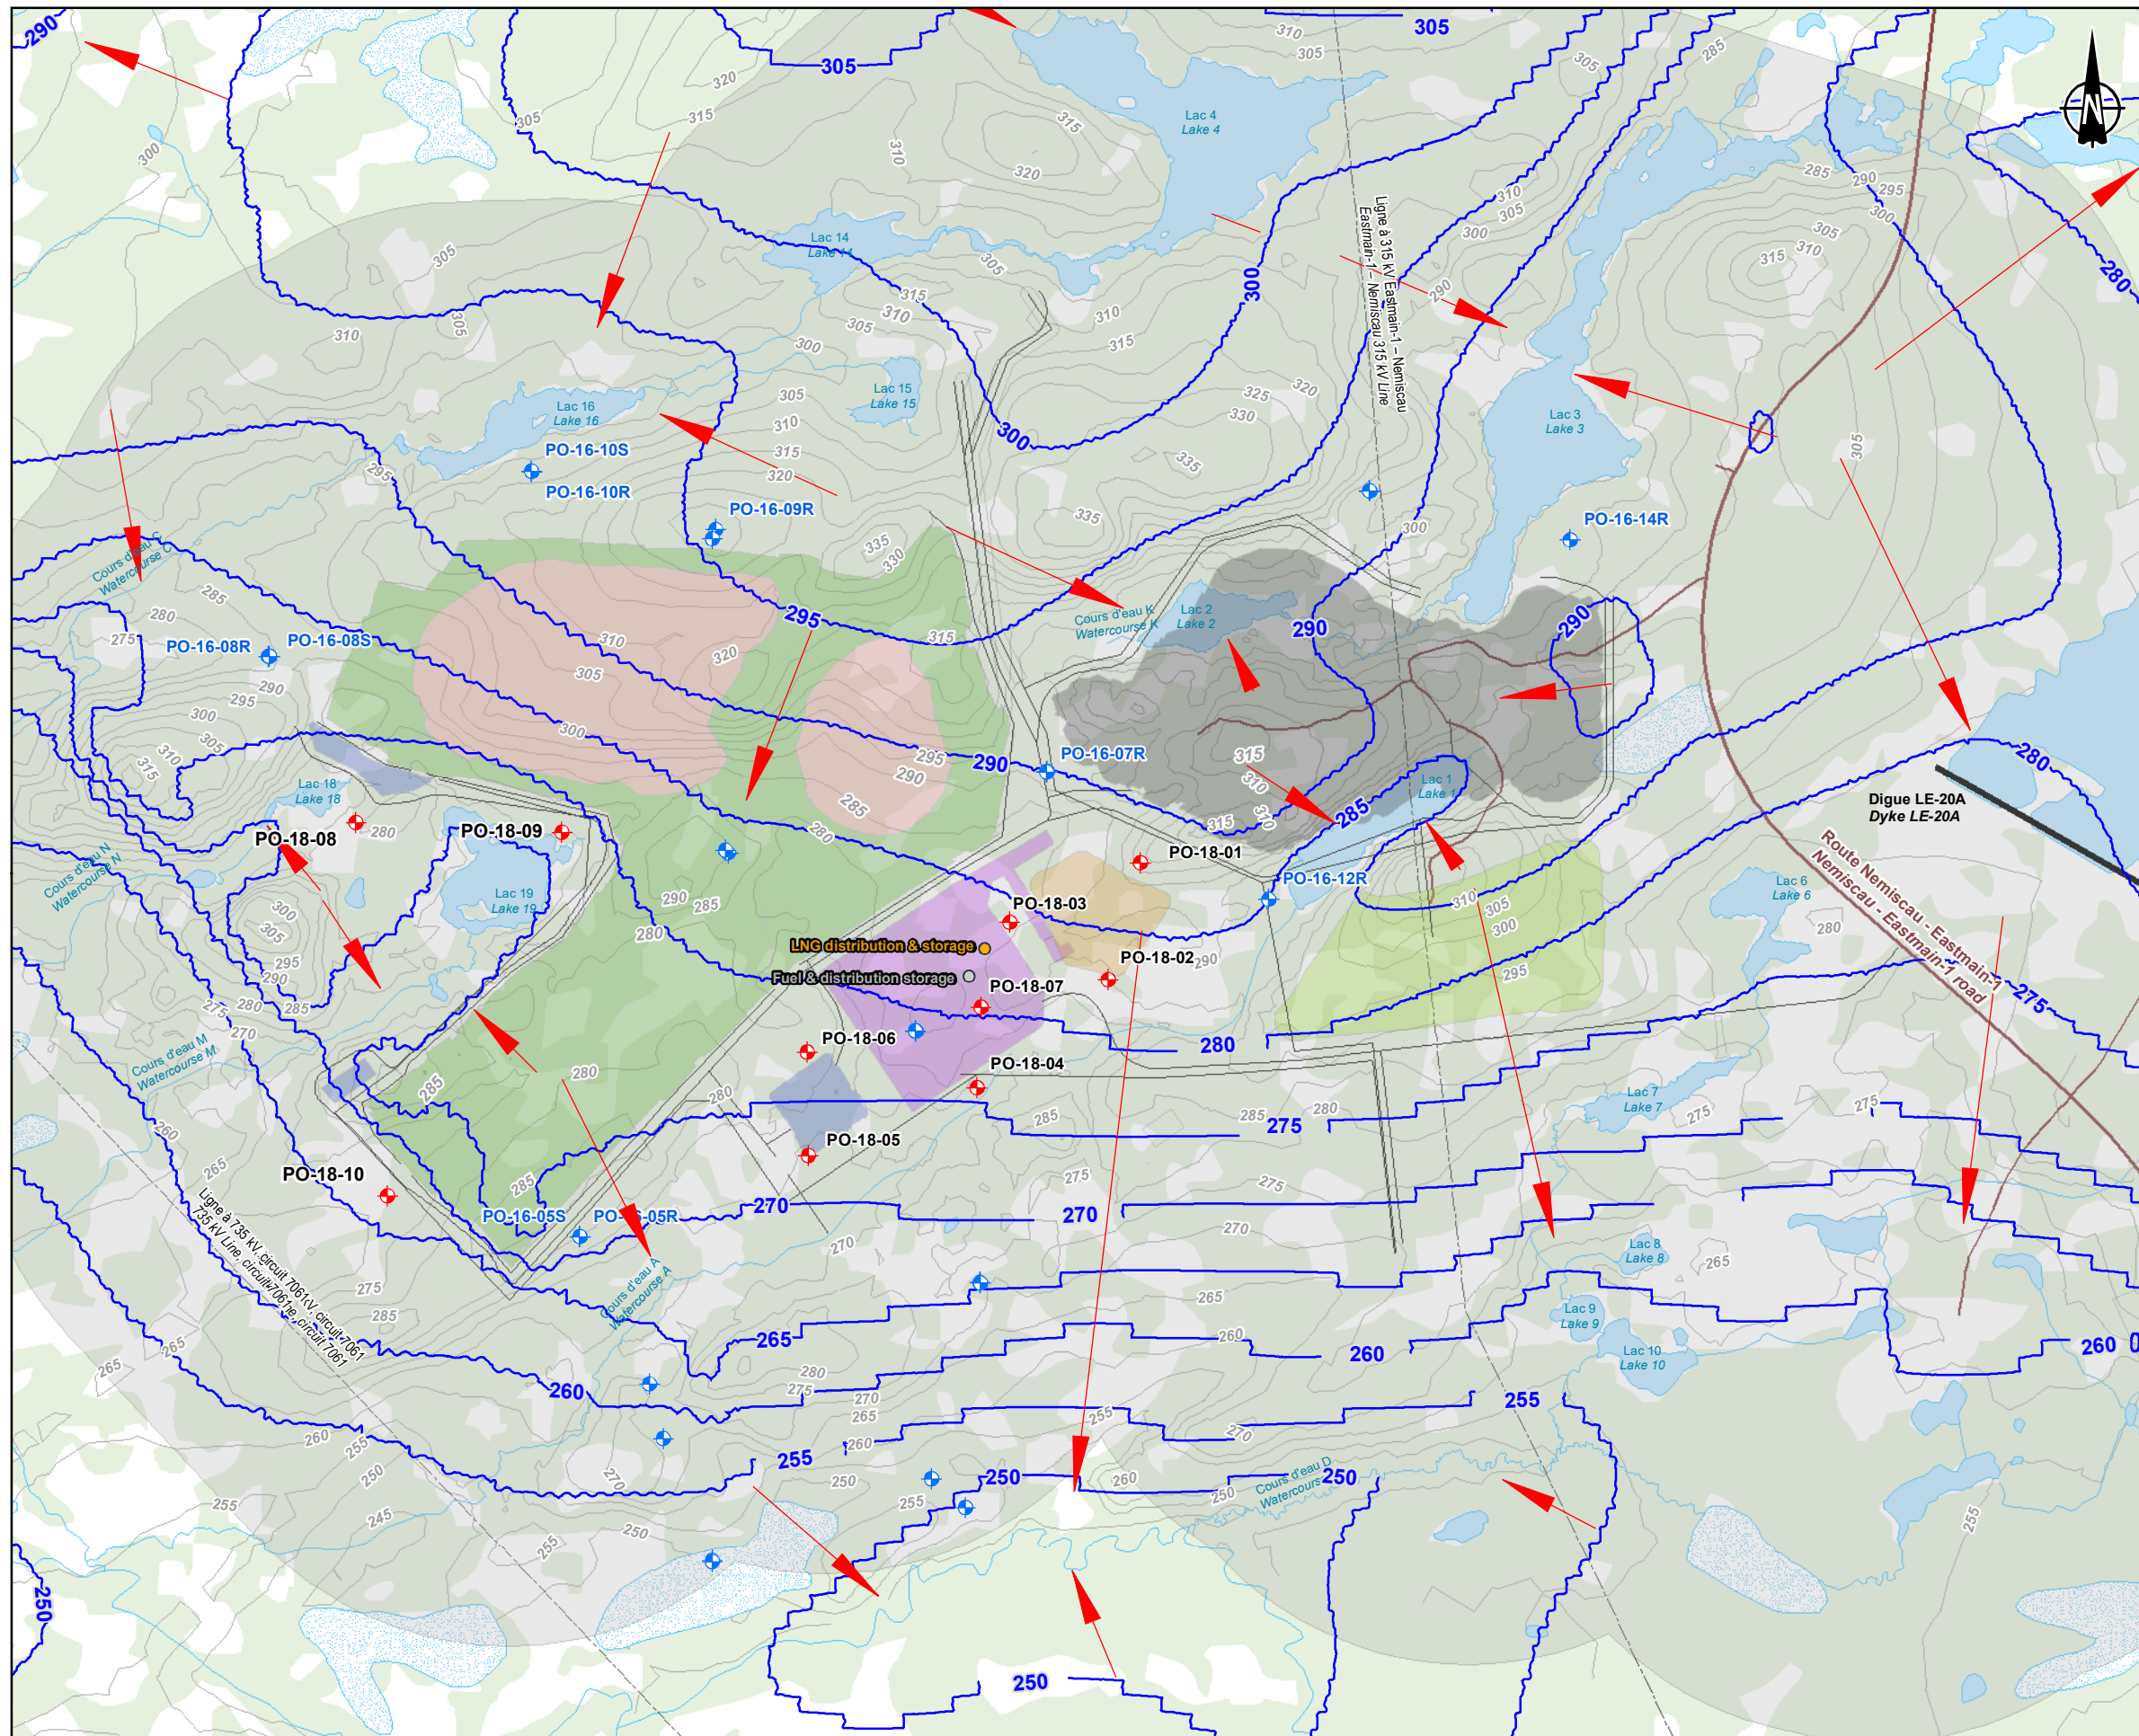 290
305
305
N
Lac 4
Lake 4
310
305
305
285
320
315
305
300
315
310
320
Lac 14
Lake 14
305
305
315
310
305
300
310
315
300
290
310
305
300
285
290
295
300
305
310
315
280
Ligne à 315 kV Eastmain-1 – Nemiscau
Eastmain-1 – Nemiscau 315 kV Line
310
305
Lac 15
Lake 15
Lac 16
Lake 16
305
310
315
320
325
320
330
335
335
300
Lac 3
Lake 3
305
300
295
PO-16-10S
PO-16-10R
PO-16-09R
PO-16-14R
335
330
Cours d'eau C
Watercourse C
285
280
275
PO-16-08R
PO-16-08S
290
295
300
305
310
315
310
305
320
300
295
315
Cours d'eau K
Watercourse K
Lac 2
Lake 2
290
290
290
295
290
285
280
PO-16-07R
315
310
315
310
285
Lac 1
Lake 1
280
Digue LE-20A
Dyke LE-20A
Route Nemiscau - Eastmain-1
Nemiscau - Eastmain-1 road
Lac 18
Lake 18
280
PO-18-08
PO-18-09
Lac 19
Lake 19
Cours d'eau N
Watercourse N
300
305
295
290
285
280
275
270
PO-18-01
PO-16-12R
PO-18-03
PO-18-02
290
LNG distribution & storage
Fuel & distribution storage
PO-18-07
PO-18-06
PO-18-04
PO-18-05
290
285
280
310
305
300
295
Lac 6
Lake 6
280
275
280
Cours d'eau M
Watercourse M
285
280
280
285
285
280
275
Lac 7
Lake 7
275
275
260
265
PO-18-10
285
PO-16-05S
270
275
275
270
270
270
265
Lac 8
Lake 8
265
Ligne à 735 kV, circuit 7061
735 kV Line, circuit 7061
Cours d'eau A
Watercourse A
275
285
265
265
265
260
260
260
Lac 9
Lake 9
Lac 10
Lake 10
260
280
275
270
265
260
255
255
255
270
260
255
250
255
245
270
250
255
250
260
250
250
250
Cours d'eau D
250
255
255
250
250